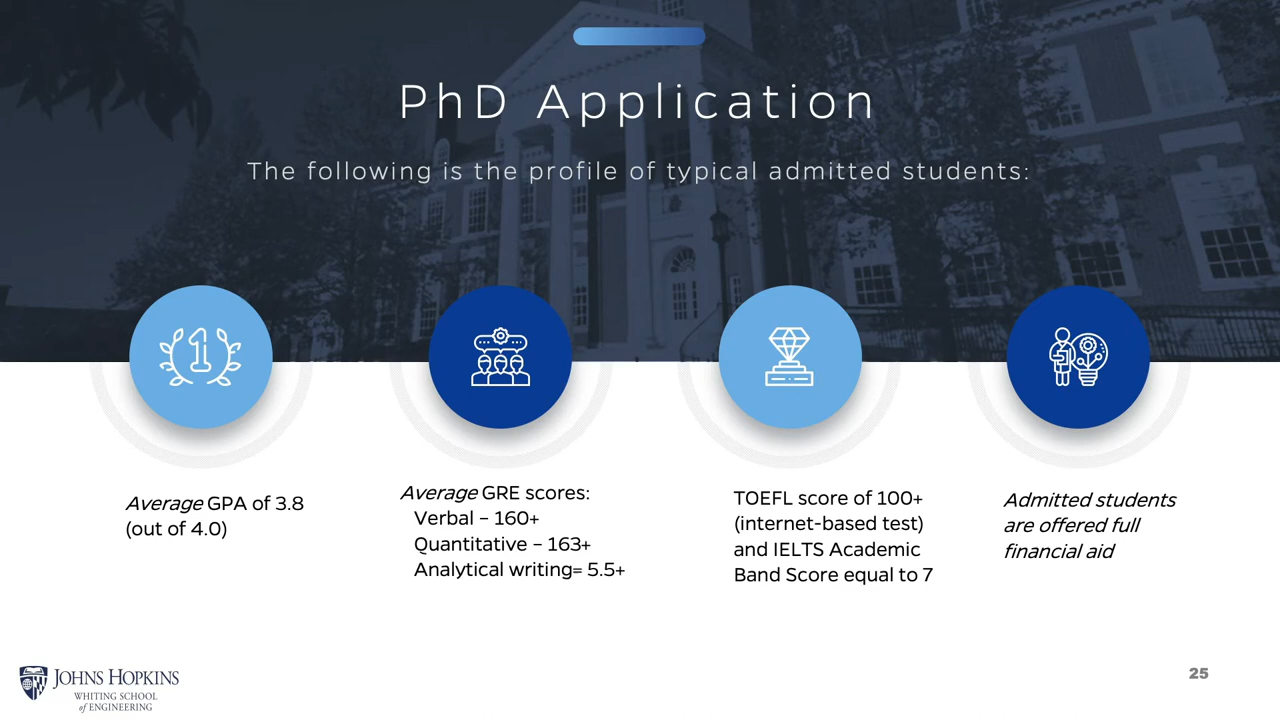 PhD Application
The following is the profile of typical admitted students:
1
Average GPA of 3.8
(out of 4.0)
Average GRE scores:
Verbal – 160+
Quantitative – 163+
Analytical writing= 5.5+
TOEFL score of 100+
(internet-based test)
and IELTS Academic
Band Score equal to 7
Admitted students
are offered full
financial aid
JOHNS HOPKINS
WHITING SCHOOL
of ENGINEERING
25